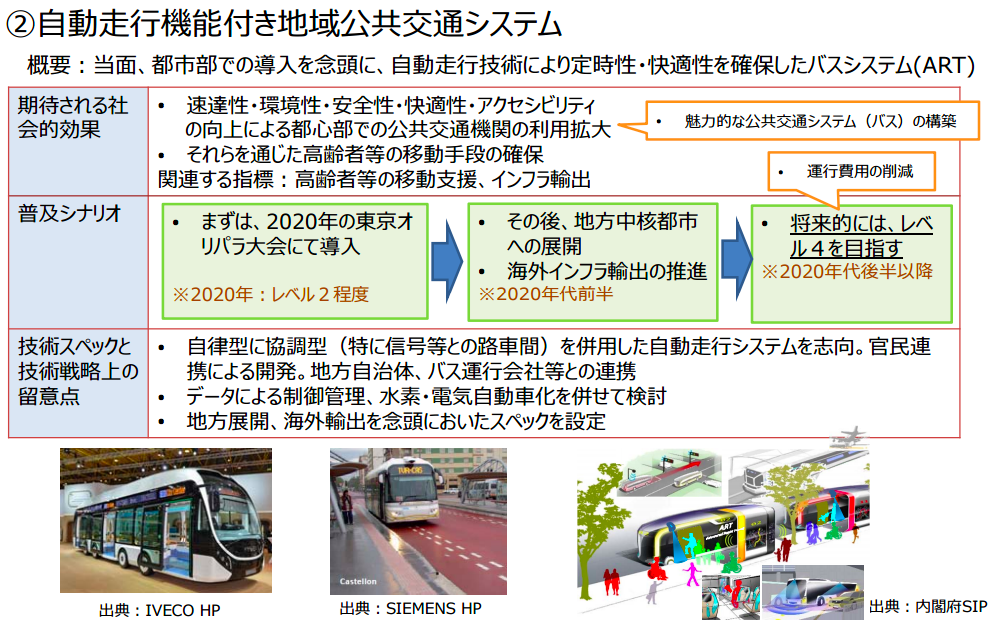 ②自動走行機能付き地域公共交通システム
概要：当面、都市部での導入を念頭に、自動走行技術により定時性・快適性を確保したバスシステム(ART)
期待される社
会的効果
• 速達性・環境性・安全性・快適性・アクセシビリティ
の向上による都心部での公共交通機関の利用拡大
• それらを通じた高齢者等の移動手段の確保
関連する指標：高齢者等の移動支援、インフラ輸出
• 魅力的な公共交通システム（バス）の構築
• 運行費用の削減
普及シナリオ
• まずは、2020年の東京オ
リパラ大会にて導入
※2020年：レベル２程度
• その後、地方中核都市
への展開
• 海外インフラ輸出の推進
※2020年代前半
• 将来的には、レベ
ル４を目指す
※2020年代後半以降
技術スペックと
技術戦略上の
留意点
• 自律型に協調型（特に信号等との路車間）を併用した自動走行システムを志向。官民連
携による開発。地方自治体、バス運行会社等との連携
• データによる制御管理、水素・電気自動車化を併せて検討
• 地方展開、海外輸出を念頭においたスペックを設定
TVR-CAS
Castellon
ART
出典：IVECO HP
出典：SIEMENS HP
出典：内閣府SIP